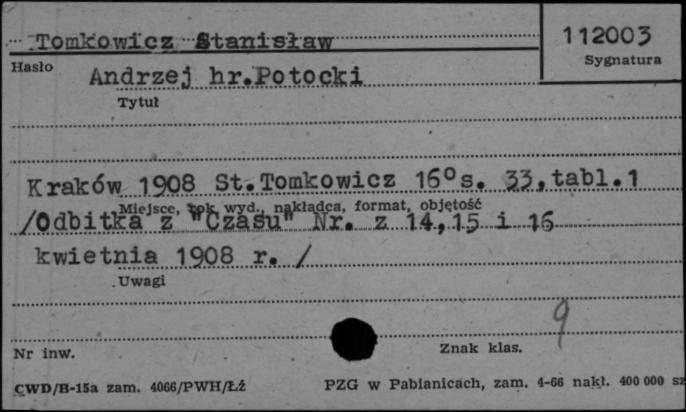 Tomkowicz Stanisław
112003
Hasło
Sygnatura
Andrzej hr.Potocki
Tytuł
Kraków 1908 St.Tomkowicz 16°s. 33,tabl.1
Miejsce, rok wyd., nakładca, format, objętość
/Odbitka z "Czasu" Nr. z 14,15 i 16
kwietnia 1908 r. /
Uwagi
9
Nr inw.
Znak klas.
CWD/B-15a zam. 4066/PWH/Łż
PZG w Pabianicach, zam. 4-66 nakł. 400 000 sz